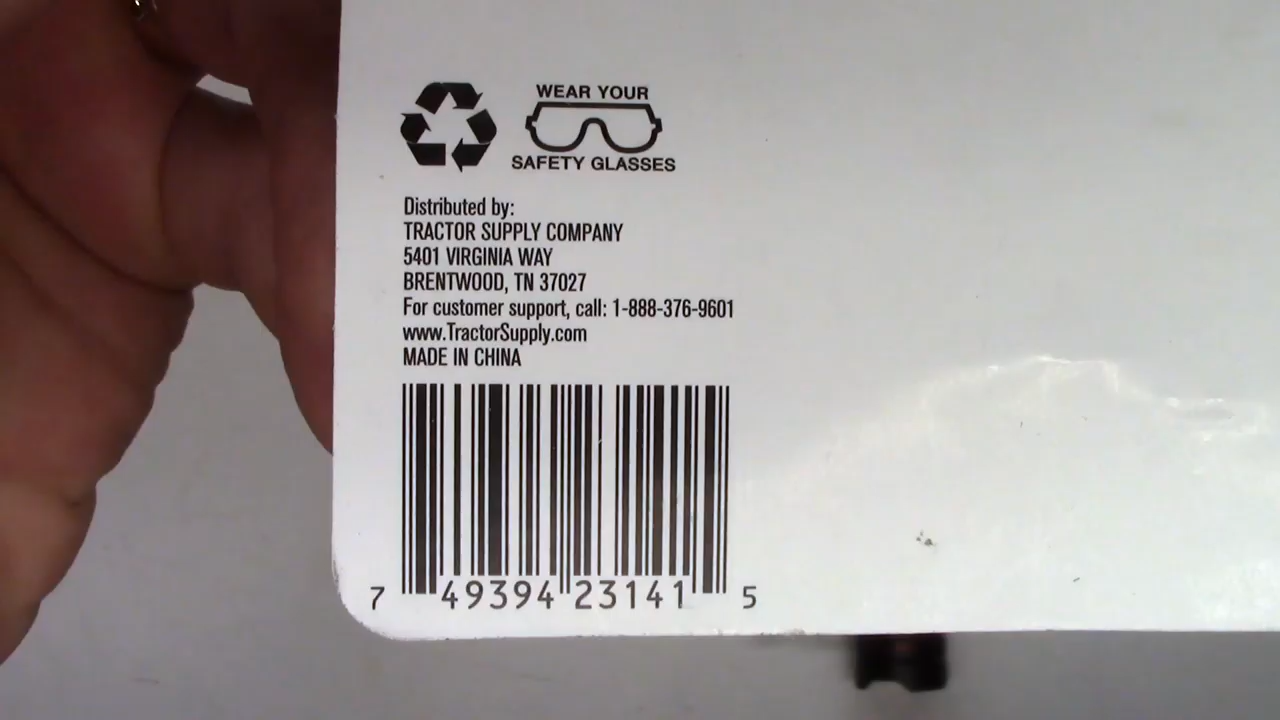 WEAR YOUR
SAFETY GLASSES
Distributed by:
TRACTOR SUPPLY COMPANY
5401 VIRGINIA WAY
BRENTWOOD, TN 37027
For customer support, call: 1-888-376-9601
www.TractorSupply.com
MADE IN CHINA
7 49394 23141 5